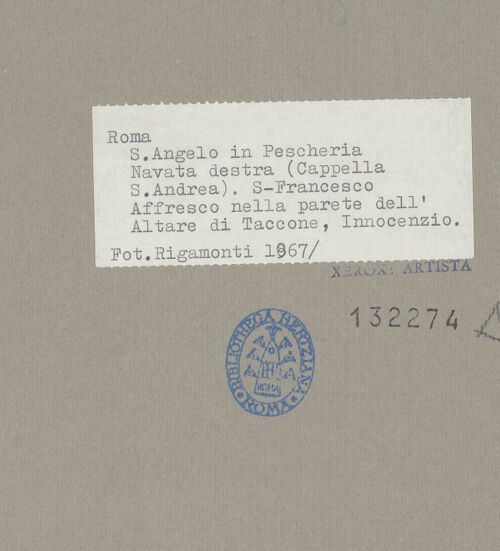 Roma
S.Angelo in Pescheria
Navata destra (Cappella
S.Andrea). S-Francesco
Affresco nella parete dell'
Altare di Taccone, Innocenzio.
Fot.Rigamonti 1967/
XEROX: ARTISTA
132274
BIBLIOTHECA HERTZIANA
ROMA